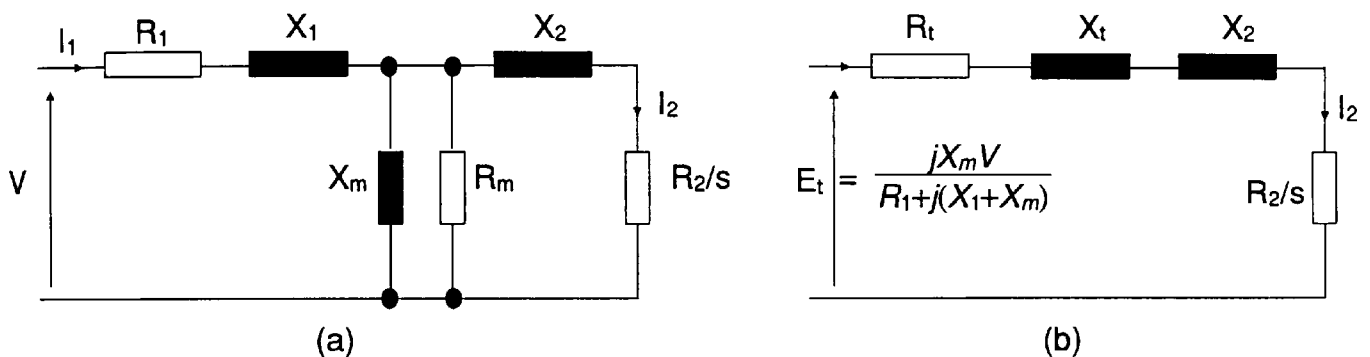 I₁ R₁ X₁ X₂
I₂
V Xₘ Rₘ R₂/s
(a)
Rₜ Xₜ X₂
I₂
Eₜ = jXₘV / R₁+j(X₁+Xₘ)
R₂/s
(b)